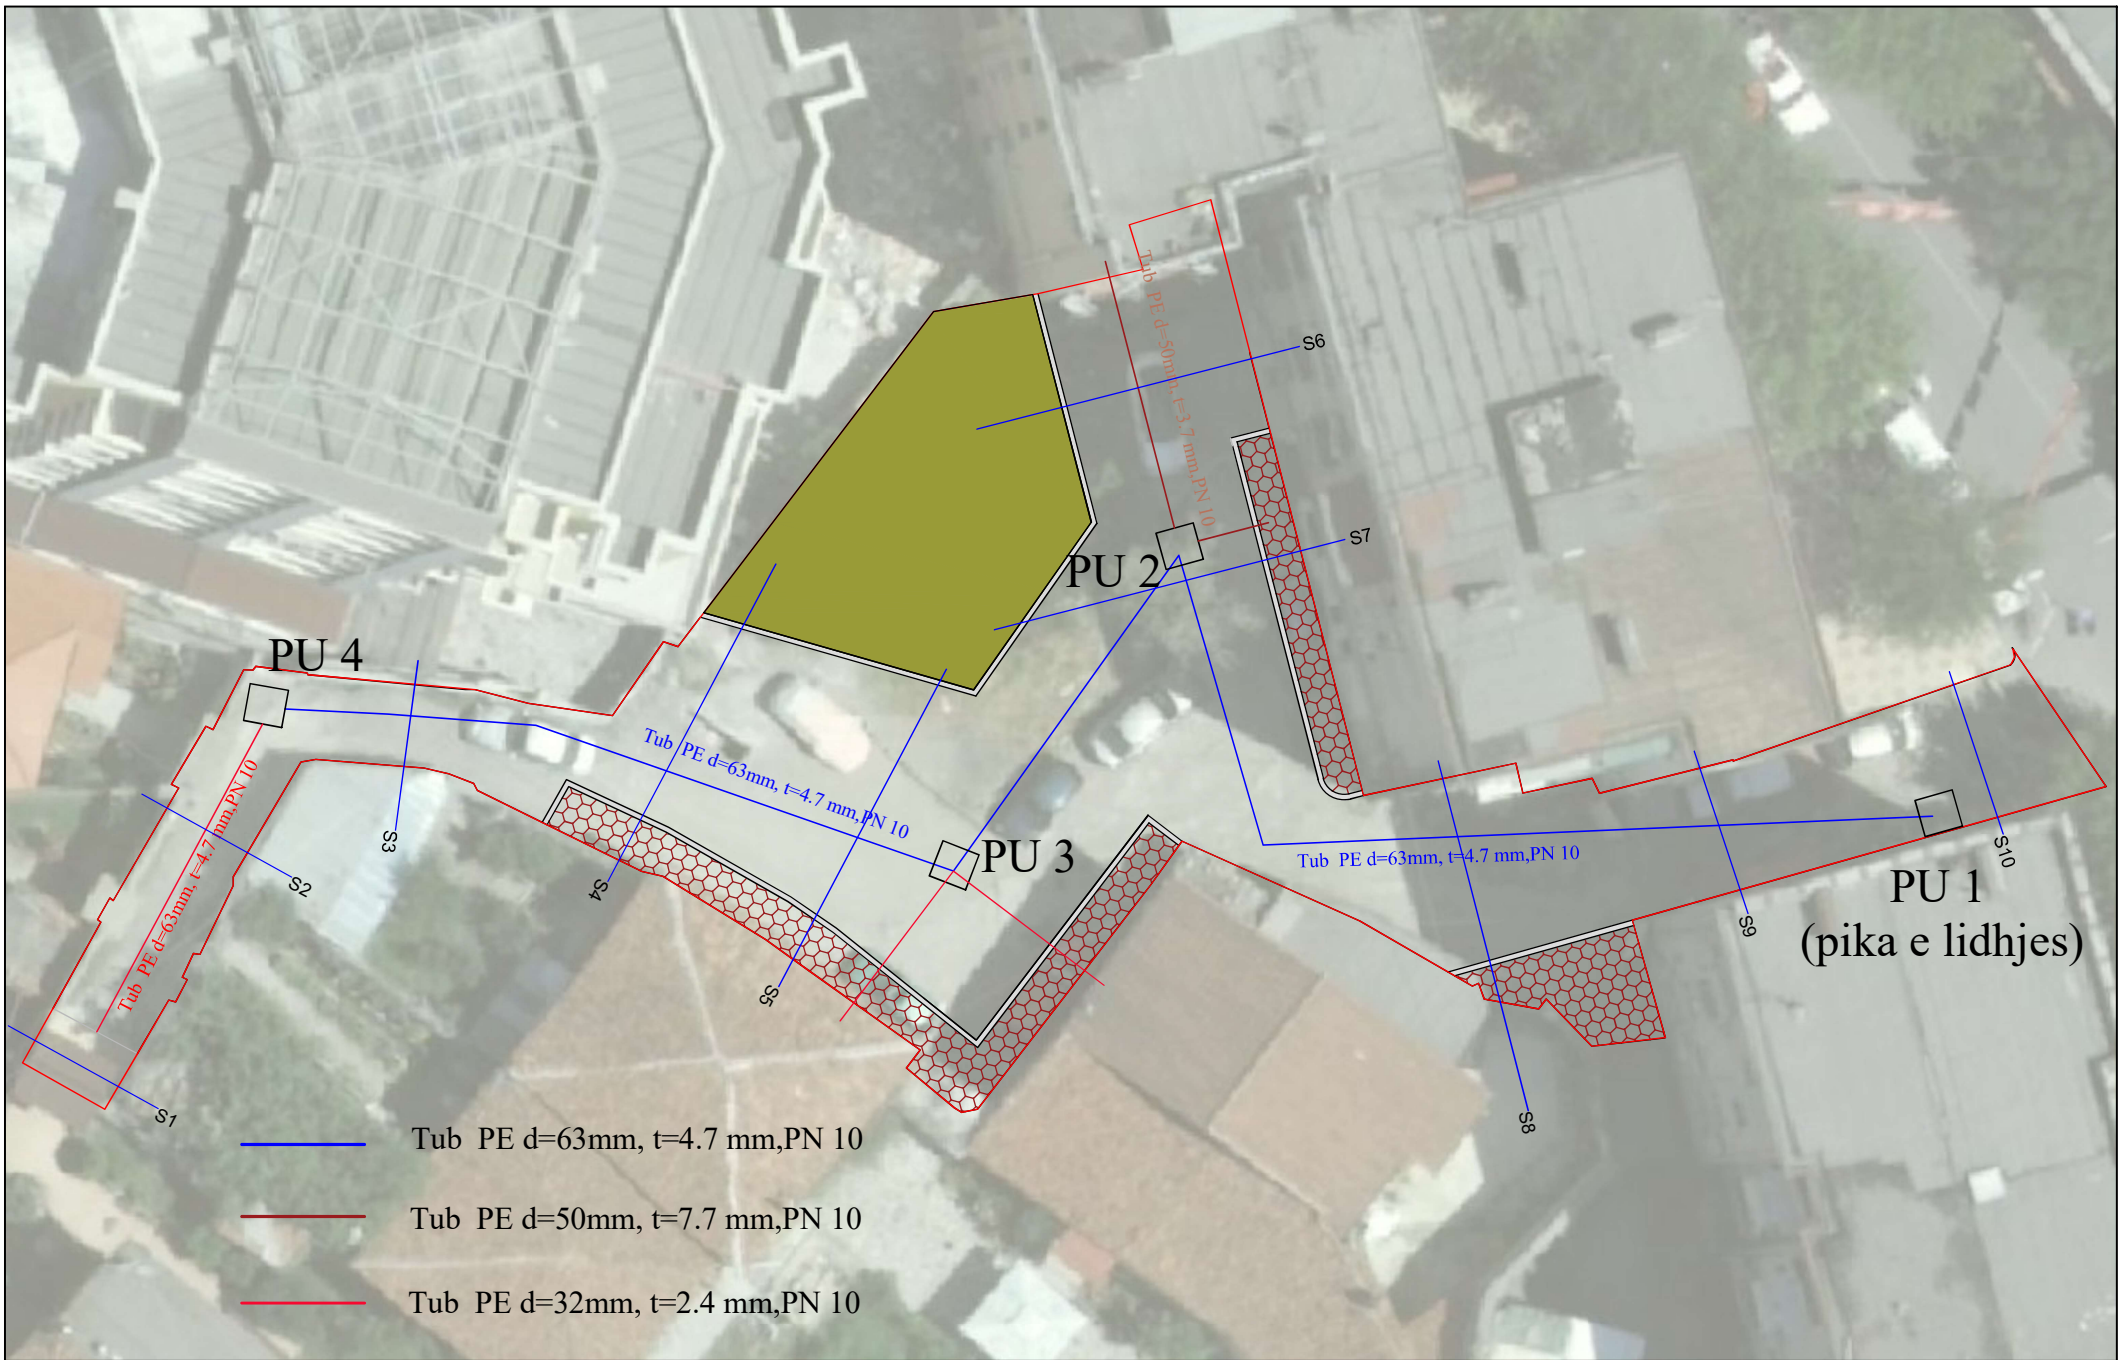 Tub PE d=50mm, t=3.7 mm,PN 10
S6
S7
PU 2
PU 4
Tub PE d=63mm, t=4.7 mm,PN 10
S3
Tub PE d=63mm, t=4.7 mm,PN 10
S2
S4
PU 3
Tub PE d=63mm, t=4.7 mm,PN 10
S10
PU 1
(pika e lidhjes)
S9
S5
S1
S8
Tub PE d=63mm, t=4.7 mm,PN 10
Tub PE d=50mm, t=7.7 mm,PN 10
Tub PE d=32mm, t=2.4 mm,PN 10